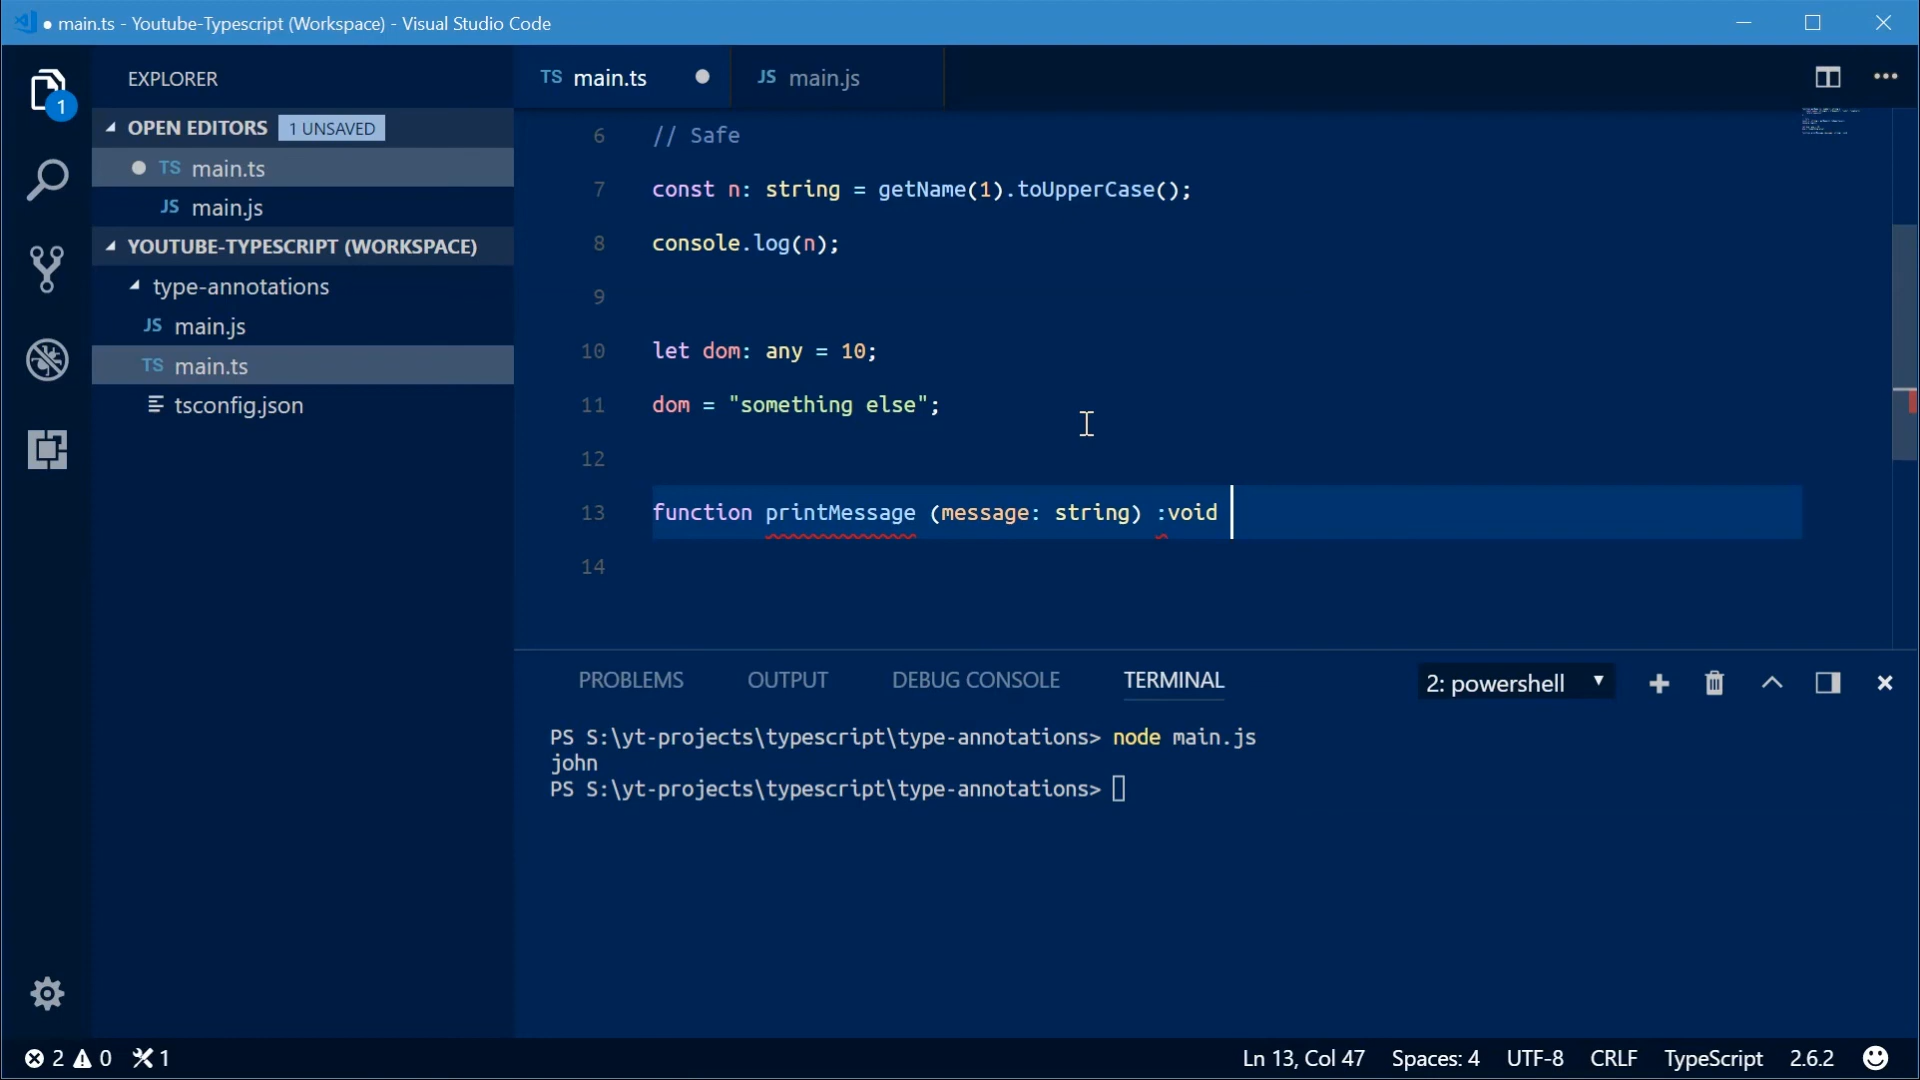 ● main.ts - Youtube-Typescript (Workspace) - Visual Studio Code
EXPLORER
TS main.ts ●
JS main.js
1
OPEN EDITORS 1 UNSAVED
● TS main.ts
JS main.js
YOUTUBE-TYPESCRIPT (WORKSPACE)
type-annotations
JS main.js
TS main.ts
tsconfig.json
6 // Safe
7 const n: string = getName(1).toUpperCase();
8 console.log(n);
9
10 let dom: any = 10;
11 dom = "something else";
12
13 function printMessage (message: string) :void
14
PROBLEMS OUTPUT DEBUG CONSOLE TERMINAL 2: powershell
PS S:\yt-projects\typescript\type-annotations> node main.js
john
PS S:\yt-projects\typescript\type-annotations>
2 0 1 Ln 13, Col 47 Spaces: 4 UTF-8 CRLF TypeScript 2.6.2